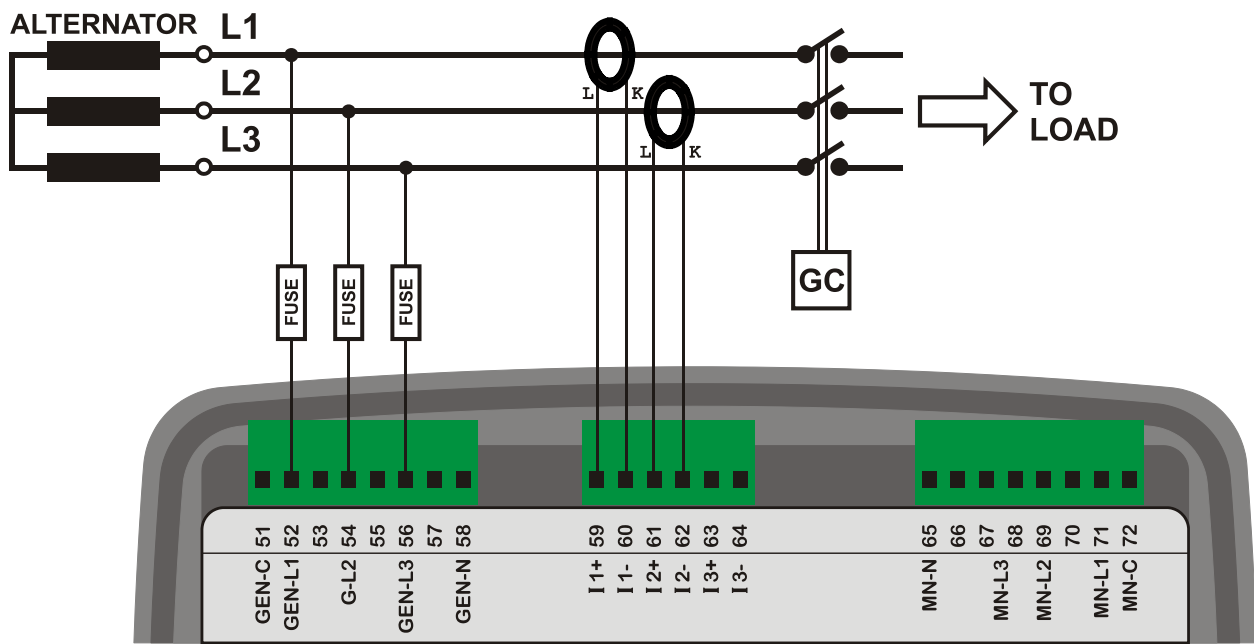 ALTERNATOR
L1
L2
L3
L
K
L
K
TO
LOAD
FUSE
FUSE
FUSE
GC
51
52
53
54
55
56
57
58
59
60
61
62
63
64
65
66
67
68
69
70
71
72
GEN-C
GEN-L1
G-L2
GEN-L3
GEN-N
I1+
I1-
I2+
I2-
I3+
I3-
MN-N
MN-L3
MN-L2
MN-L1
MN-C